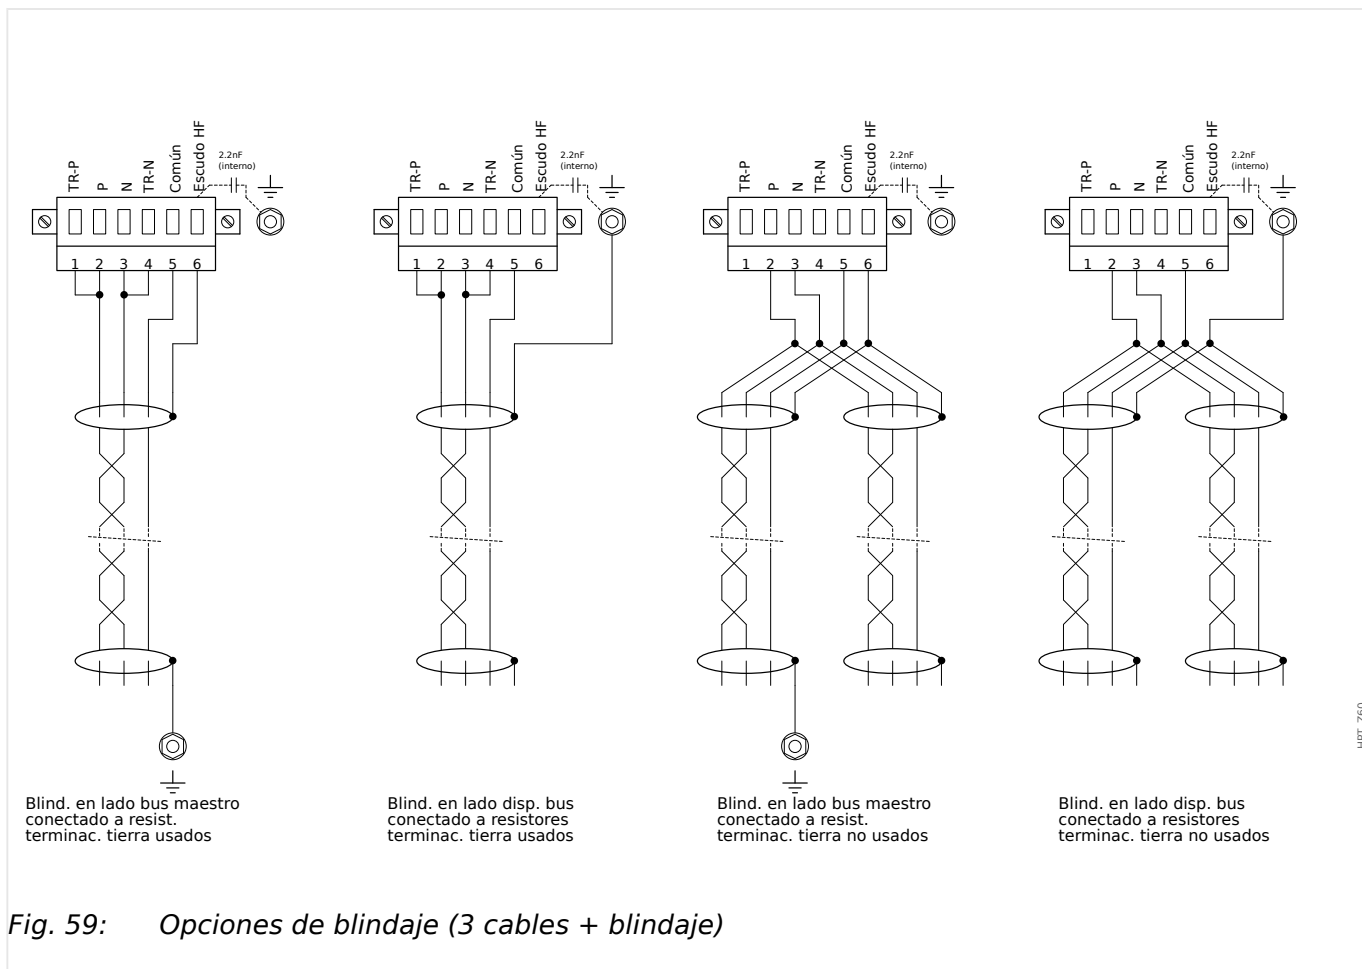 TR-P
P
N
TR-N
Común
Escudo HF
2.2nF
(interno)
1 2 3 4 5 6
Blind. en lado bus maestro
conectado a resist.
terminac. tierra usados
TR-P
P
N
TR-N
Común
Escudo HF
2.2nF
(interno)
1 2 3 4 5 6
Blind. en lado disp. bus
conectado a resistores
terminac. tierra usados
TR-P
P
N
TR-N
Común
Escudo HF
2.2nF
(interno)
1 2 3 4 5 6
Blind. en lado bus maestro
conectado a resist.
terminac. tierra no usados
TR-P
P
N
TR-N
Común
Escudo HF
2.2nF
(interno)
1 2 3 4 5 6
Blind. en lado disp. bus
conectado a resistores
terminac. tierra no usados
Fig. 59: Opciones de blindaje (3 cables + blindaje)